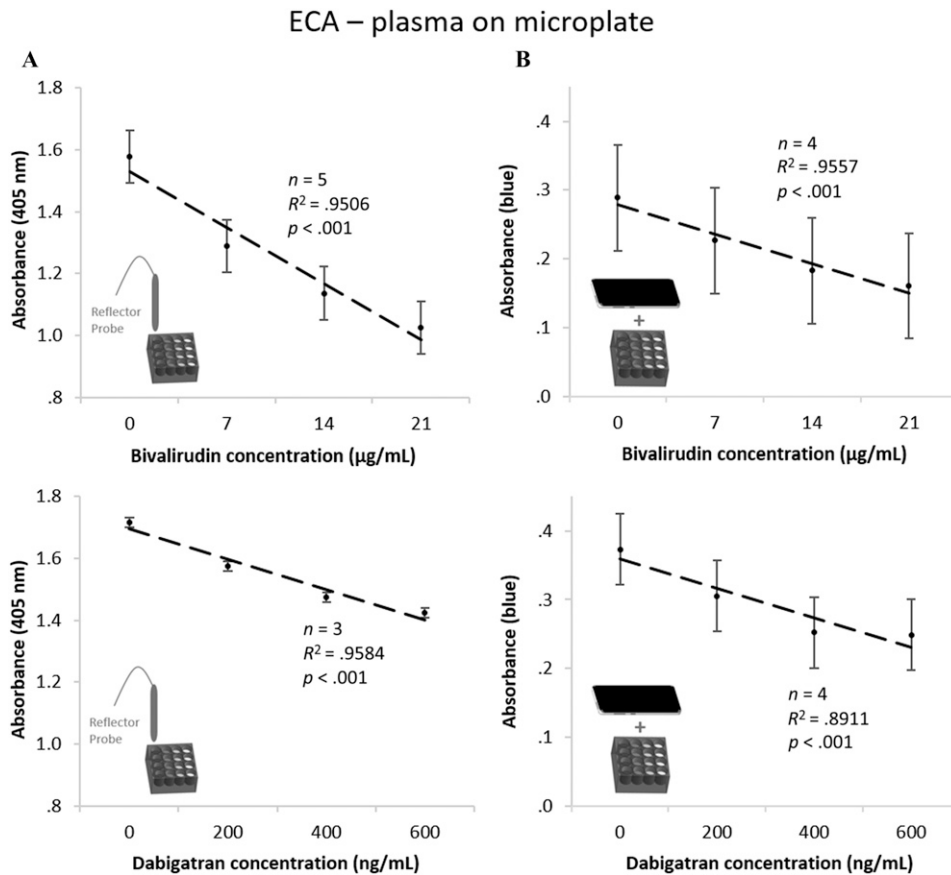 ECA – plasma on microplate
A
1.8
1.6
1.4
1.2
1.0
.8
Absorbance (405 nm)
n = 5
R² = .9506
p < .001
Reflector
Probe
0 7 14 21
Bivalirudin concentration (µg/mL)
B
.4
.3
.2
.1
.0
Absorbance (blue)
n = 4
R² = .9557
p < .001
+
0 7 14 21
Bivalirudin concentration (µg/mL)
1.8
1.6
1.4
1.2
1.0
.8
Absorbance (405 nm)
n = 3
R² = .9584
p < .001
Reflector
Probe
0 200 400 600
Dabigatran concentration (ng/mL)
.4
.3
.2
.1
.0
Absorbance (blue)
n = 4
R² = .8911
p < .001
+
0 200 400 600
Dabigatran concentration (ng/mL)